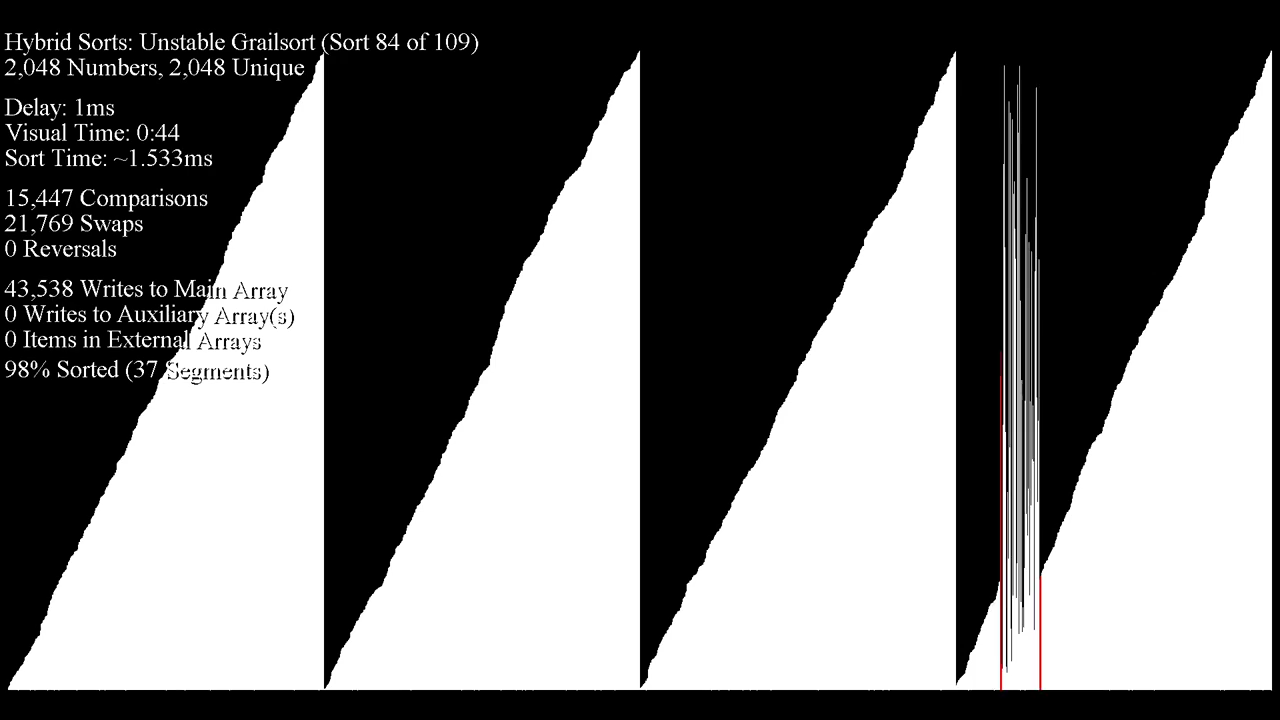 Hybrid Sorts: Unstable Grailsort (Sort 84 of 109)
2,048 Numbers, 2,048 Unique
Delay: 1ms
Visual Time: 0:44
Sort Time: ~1.533ms
15,447 Comparisons
21,769 Swaps
0 Reversals
43,538 Writes to Main Array
0 Writes to Auxiliary Array(s)
0 Items in External Arrays
98% Sorted (37 Segments)